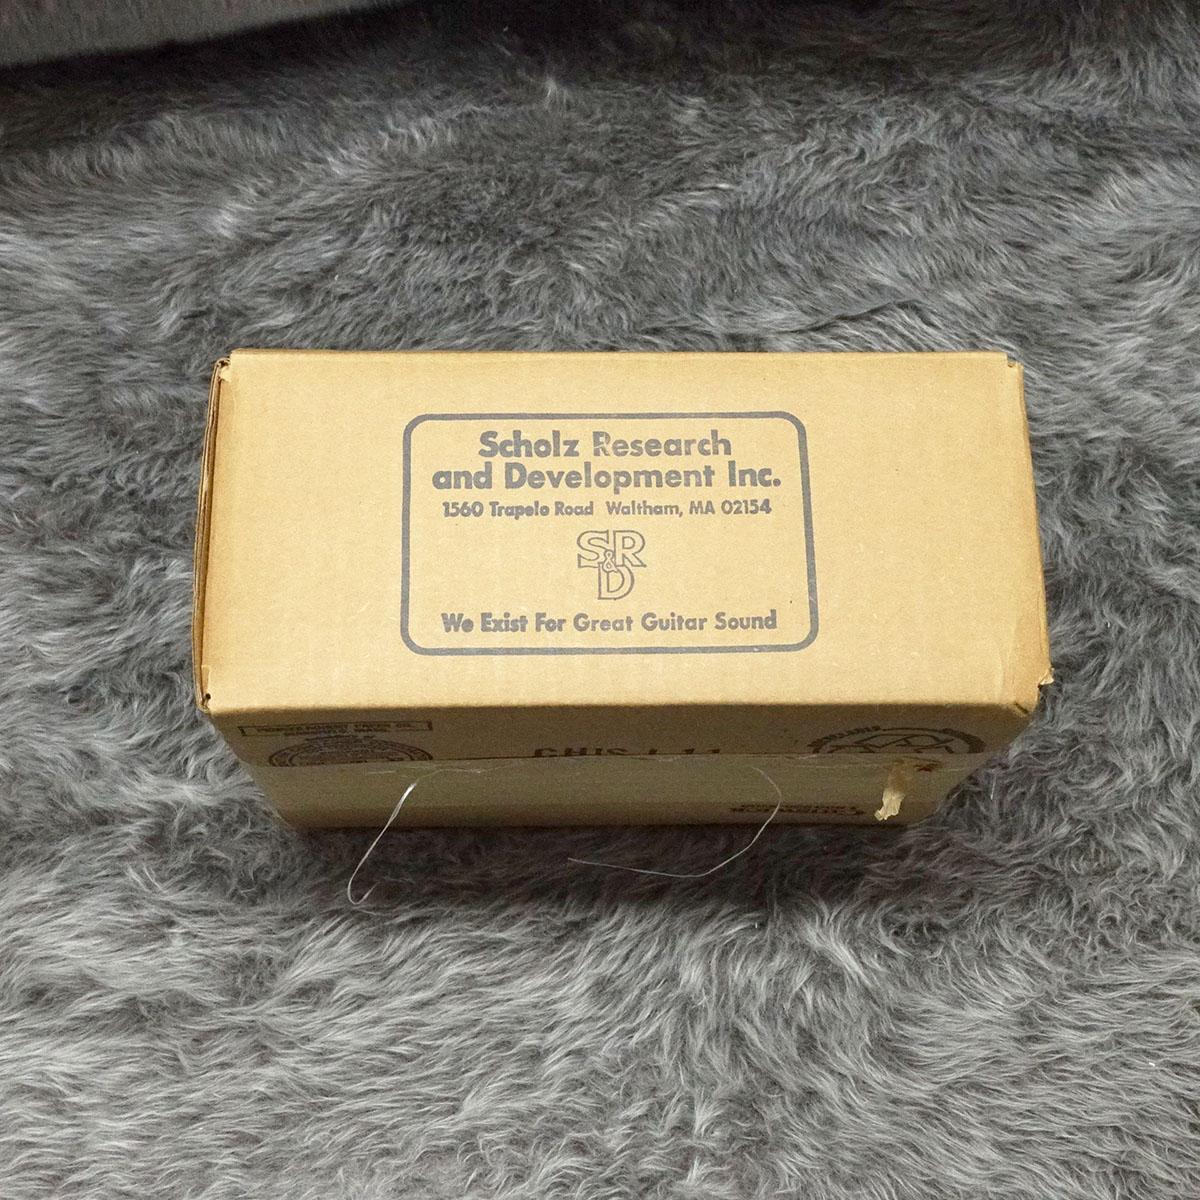 Scholz Research
and Development Inc.
1560 Trapelo Road Waltham, MA 02154
S&R
D
We Exist For Great Guitar Sound